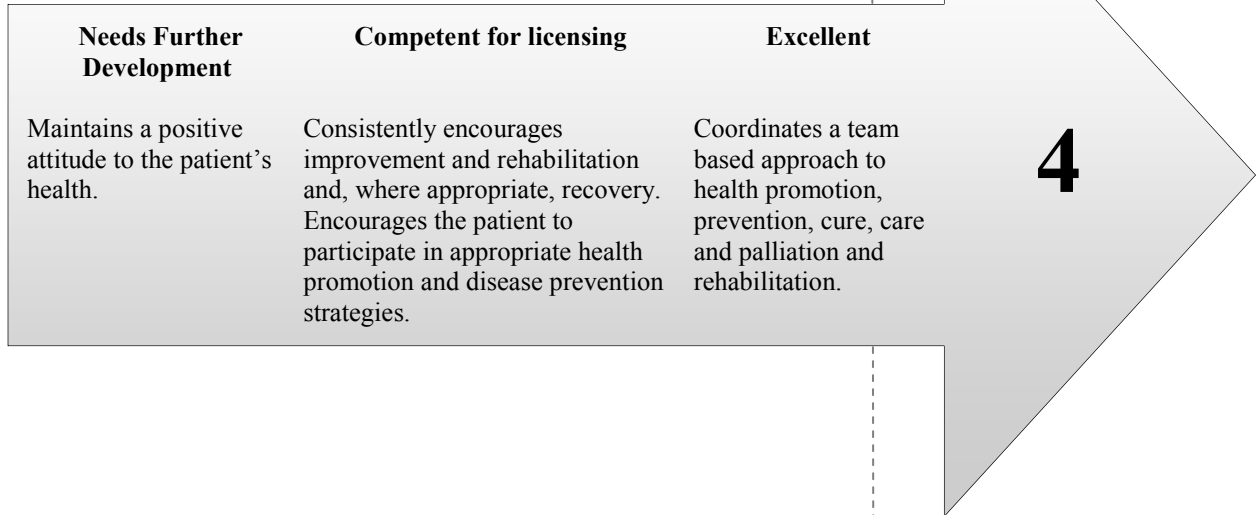 Needs Further
Development
Maintains a positive
attitude to the patient’s
health.
Competent for licensing
Consistently encourages
improvement and rehabilitation
and, where appropriate, recovery.
Encourages the patient to
participate in appropriate health
promotion and disease prevention
strategies.
Excellent
Coordinates a team
based approach to
health promotion,
prevention, cure, care
and palliation and
rehabilitation.
4